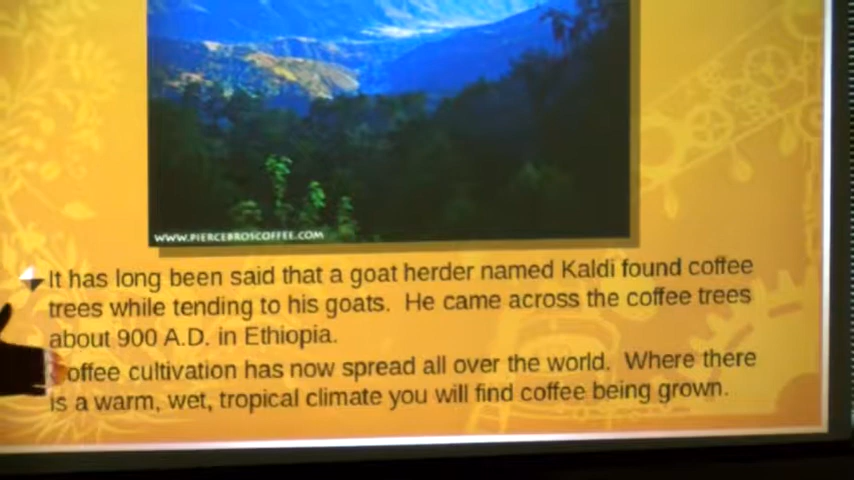 WWW.PIERCEBROSCOFFEE.COM
It has long been said that a goat herder named Kaldi found coffee
trees while tending to his goats. He came across the coffee trees
about 900 A.D. in Ethiopia.
offee cultivation has now spread all over the world. Where there
is a warm, wet, tropical climate you will find coffee being grown.